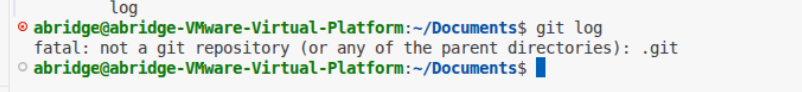 log
abridge@abridge-VMware-Virtual-Platform:~/Documents$ git log
fatal: not a git repository (or any of the parent directories): .git
abridge@abridge-VMware-Virtual-Platform:~/Documents$